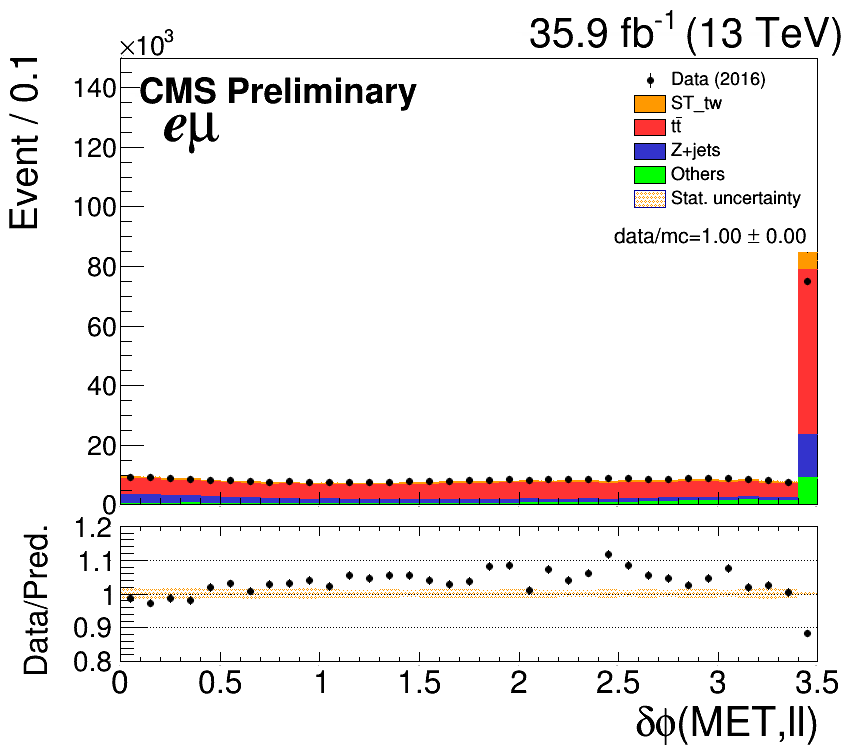 35.9 fb⁻¹ (13 TeV)
×10³
CMS Preliminary
eμ
Data (2016)
ST_tw
tt̄
Z+jets
Others
Stat. uncertainty
data/mc=1.00 ± 0.00
Event / 0.1
140
120
100
80
60
40
20
0
Data/Pred.
1.2
1.1
1
0.9
0.8
0 0.5 1 1.5 2 2.5 3 3.5
δϕ(MET,ll)